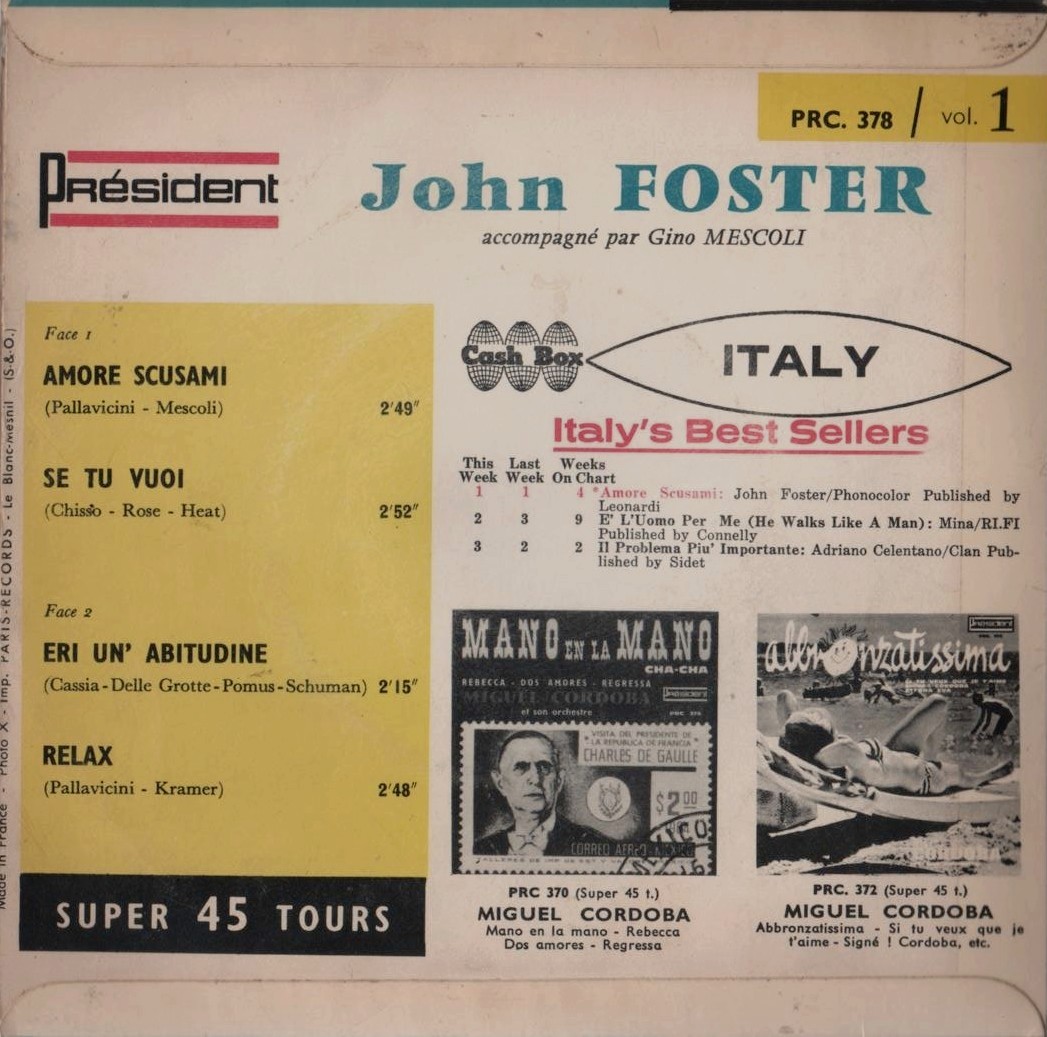 PRC. 378 / vol. 1
Président
John FOSTER
accompagné par Gino MESCOLI
Face 1
AMORE SCUSAMI
(Pallavicini - Mescoli) 2'49"
SE TU VUOI
(Chisso - Rose - Heat) 2'52"
Face 2
ERI UN' ABITUDINE
(Cassia-Delle Grotte-Pomus-Schuman) 2'15"
RELAX
(Pallavicini - Kramer) 2'48"
SUPER 45 TOURS
Cash Box
ITALY
Italy's Best Sellers
This Last Weeks
Week Week On Chart
1 1 4 *Amore Scusami: John Foster/Phonocolor Published by
Leonardi
2 3 9 E' L'Uomo Per Me (He Walks Like A Man): Mina/RI.FI
Published by Connelly
3 2 2 Il Problema Piu' Importante: Adriano Celentano/Clan Pub-
lished by Sidet
MANO EN LA MANO
CHA-CHA
REBECCA - DOS AMORES - REGRESSA
MIGUEL CORDOBA
Président
et son orchestre
PRC 370
VISITA DEL PRESIDENTE DE
LA REPUBLICA DE FRANCIA
CHARLES DE GAULLE
$2.00
CORREO AEREO MEXICO
PRC 370 (Super 45 t.)
MIGUEL CORDOBA
Mano en la mano - Rebecca
Dos amores - Regressa
Président
abbronzatissima
PRC. 372 (Super 45 t.)
MIGUEL CORDOBA
Abbronzatissima - Si tu veux que je
t'aime - Signé ! Cordoba, etc.
Made in France - Photo X - Imp. PARIS-RECORDS - Le Blanc-Mesnil - (S.&.O.)